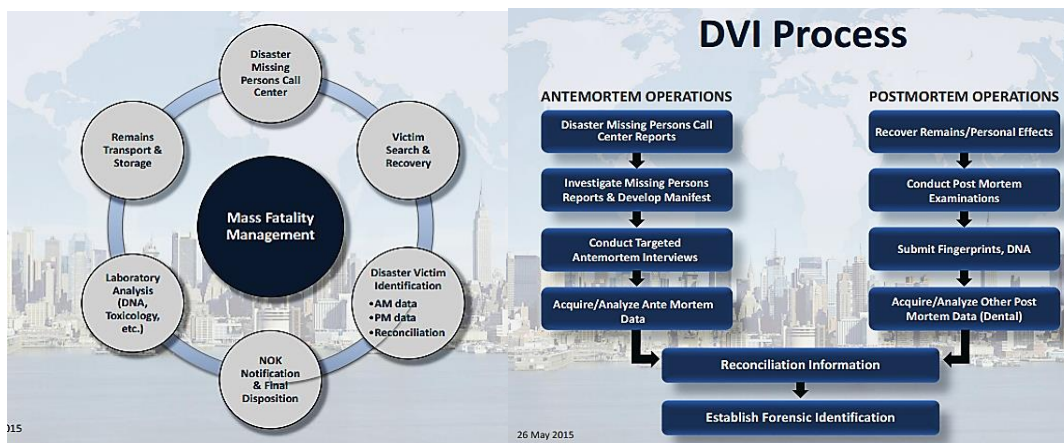 Disaster
Missing
Persons Call
Center
Victim
Search &
Recovery
Disaster Victim
Identification
•AM data
•PM data
•Reconciliation
NOK
Notification
& Final
Disposition
Laboratory
Analysis
(DNA,
Toxicology,
etc.)
Remains
Transport &
Storage
Mass Fatality
Management
2015
DVI Process
ANTEMORTEM OPERATIONS
Disaster Missing Persons Call
Center Reports
Investigate Missing Persons
Reports & Develop Manifest
Conduct Targeted
Antemortem Interviews
Acquire/Analyze Ante Mortem
Data
POSTMORTEM OPERATIONS
Recover Remains/Personal Effects
Conduct Post Mortem
Examinations
Submit Fingerprints, DNA
Acquire/Analyze Other Post
Mortem Data (Dental)
Reconciliation Information
Establish Forensic Identification
26 May 2015